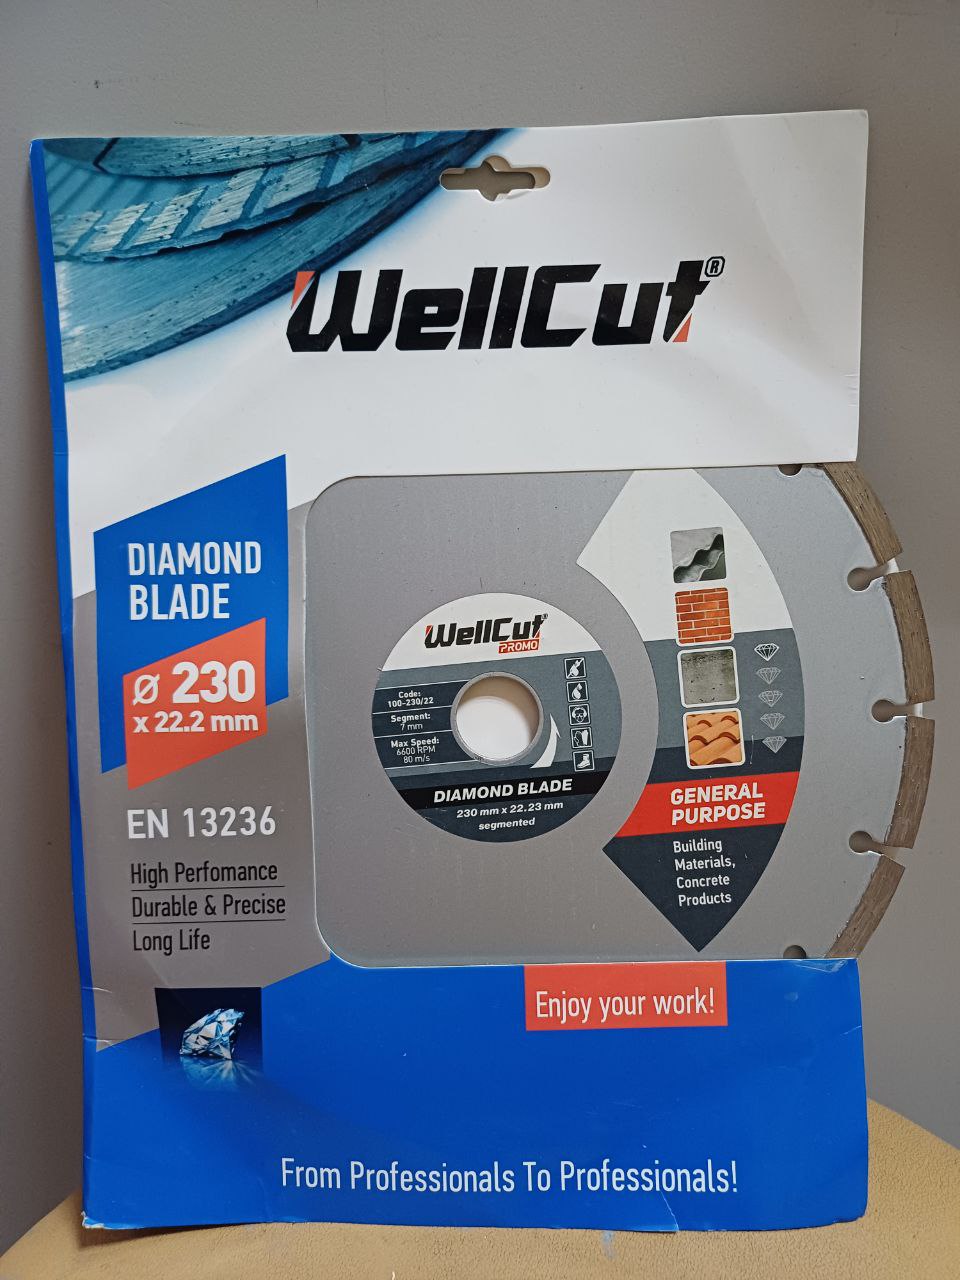 WellCut®
DIAMOND
BLADE
Ø 230
x 22.2 mm
EN 13236
High Perfomance
Durable & Precise
Long Life
WellCut®
PROMO
Code:
100-230/22
Segment:
7 mm
Max Speed:
6600 RPM
80 m/s
DIAMOND BLADE
230 mm x 22.23 mm
segmented
GENERAL
PURPOSE
Building
Materials,
Concrete
Products
Enjoy your work!
From Professionals To Professionals!